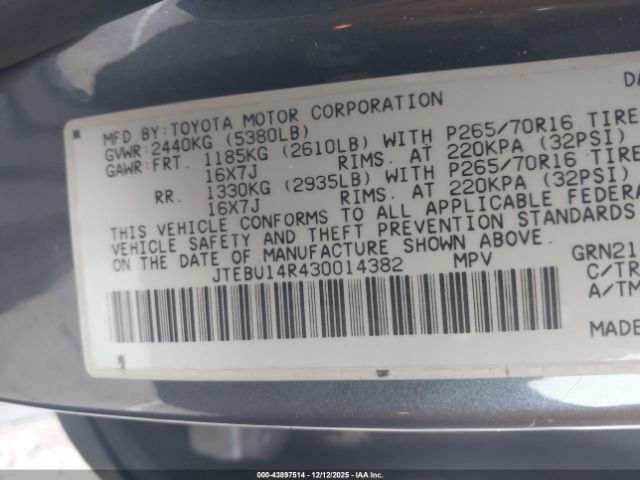 DA
MFD.BY:TOYOTA MOTOR CORPORATION
GVWR:2440KG (5380LB)
GAWR:FRT. 1185KG (2610LB) WITH P265/70R16 TIRE
16X7J RIMS. AT 220KPA (32PSI)
RR. 1330KG (2935LB) WITH P265/70R16 TIRE
16X7J RIMS. AT 220KPA (32PSI)
THIS VEHICLE CONFORMS TO ALL APPLICABLE FEDERA
VEHICLE SAFETY AND THEFT PREVENTION STANDARDS
ON THE DATE OF MANUFACTURE SHOWN ABOVE.
JTEBU14R430014382 MPV GRN21
C/TR
A/TM
MADE
00-43897514 - 12/12/2025 - Copyright © IAA, Inc.